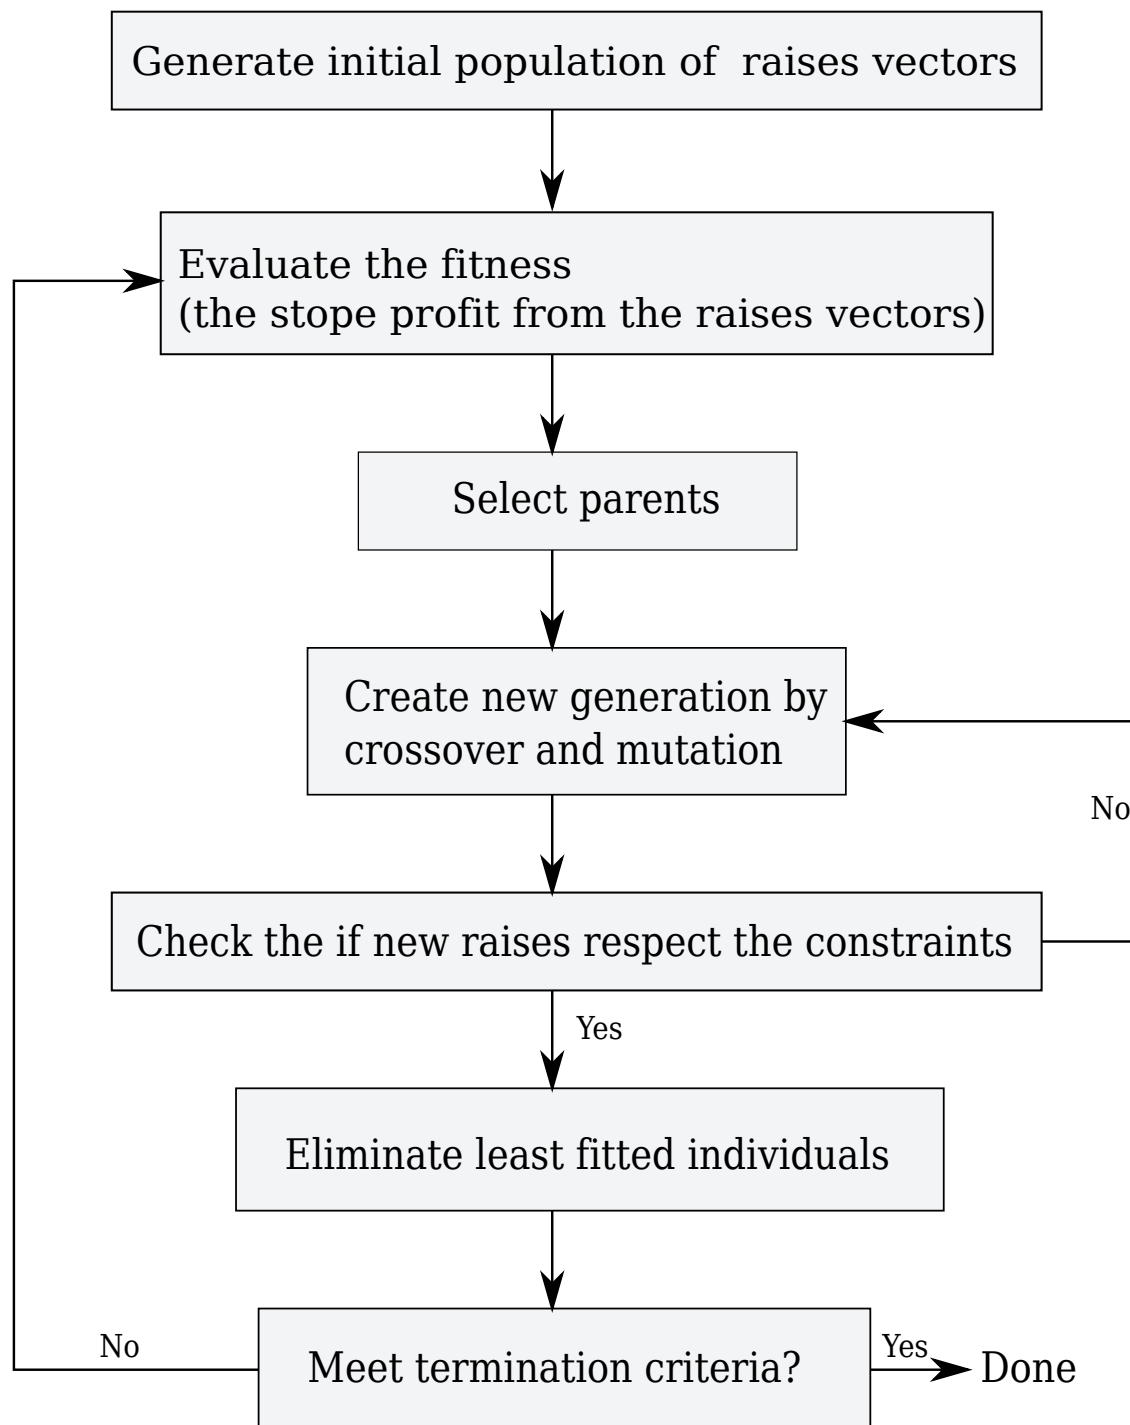 Generate initial population of  raises vectors
Evaluate the fitness
(the stope profit from the raises vectors)
Select parents
Create new generation by
crossover and mutation
No
Check the if new raises respect the constraints
Yes
Eliminate least fitted individuals
No
Meet termination criteria?
Yes
Done